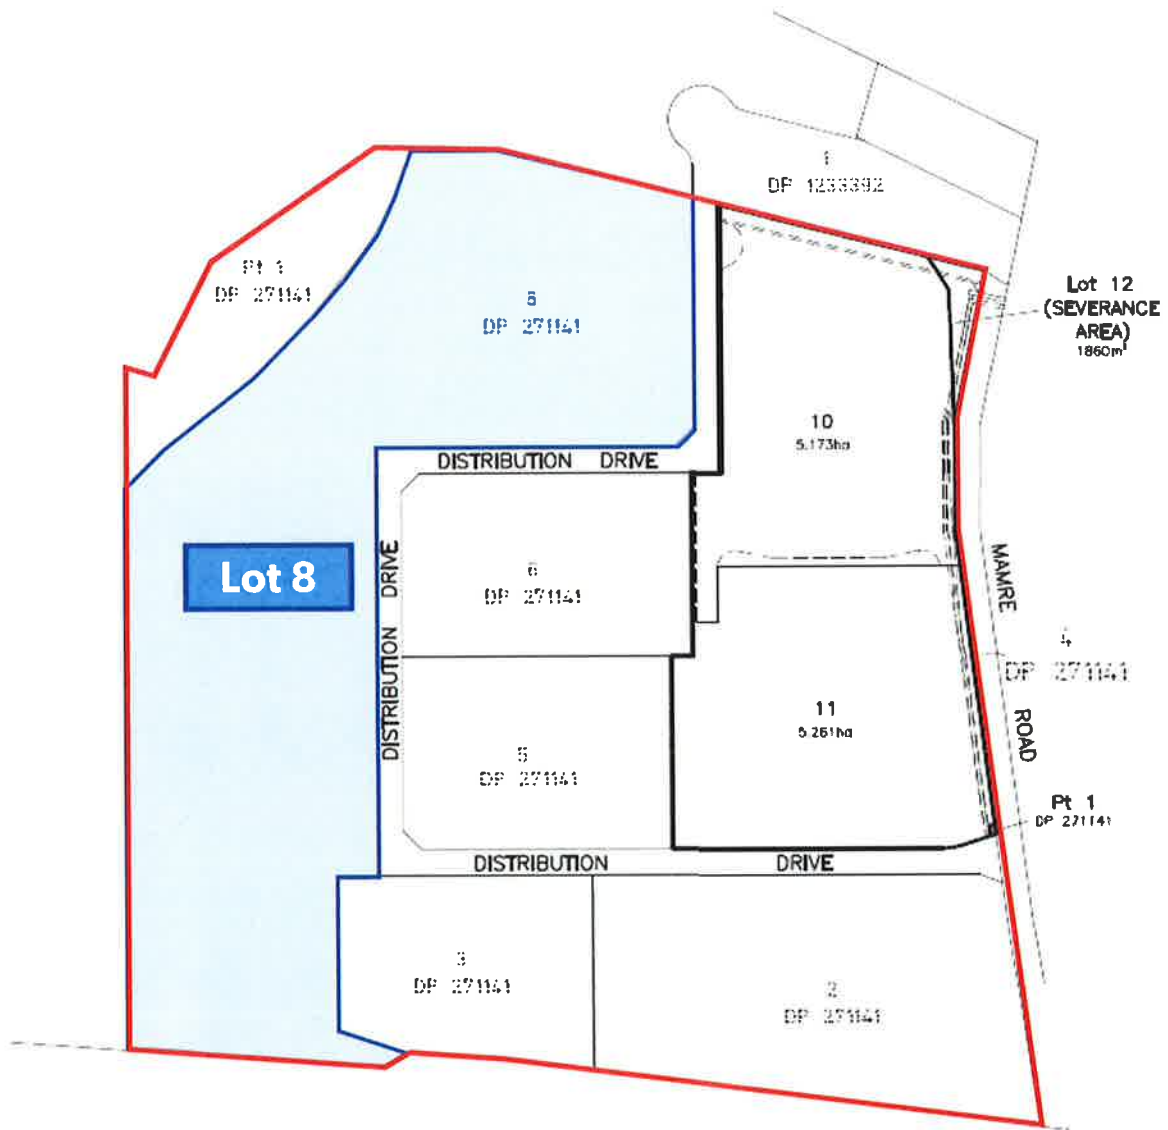 1
DP 1233392
Pt 1
DP 271141
8
DP 271141
Lot 12
(SEVERANCE
AREA)
1860m²
10
5.173ha
DISTRIBUTION DRIVE
DISTRIBUTION DRIVE
Lot 8
6
DP 271141
MAMRE ROAD
4
DP 271141
11
5.261ha
5
DP 271141
Pt 1
DP 271141
DISTRIBUTION DRIVE
3
DP 271141
2
DP 271141